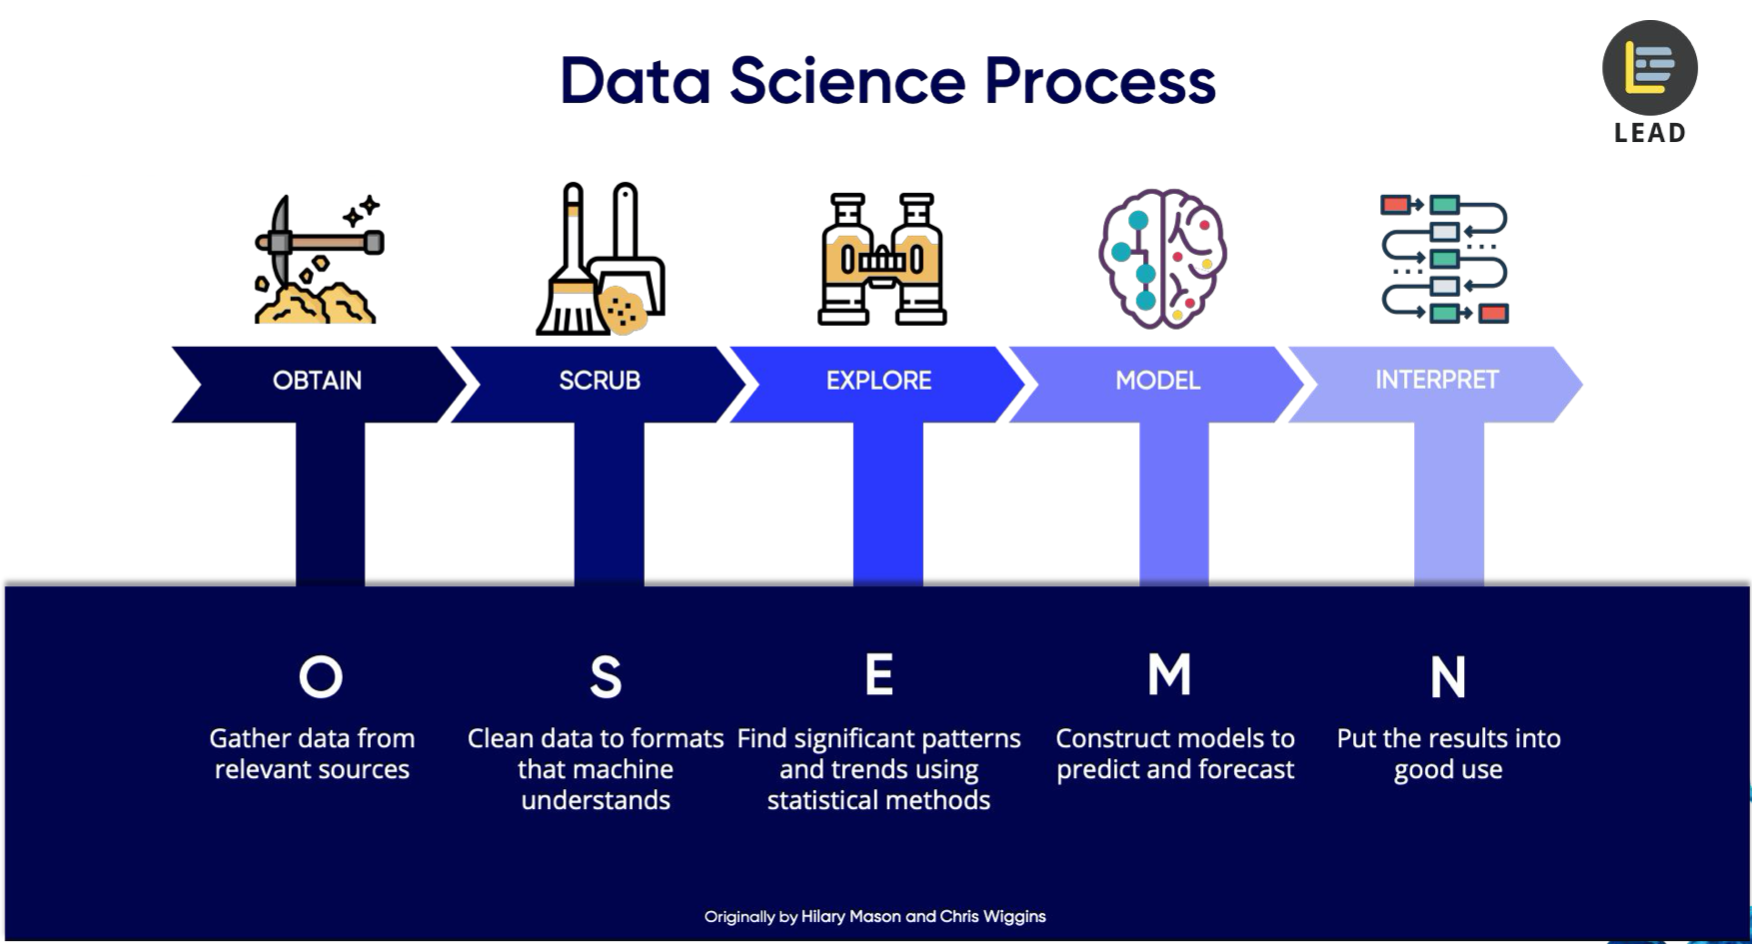 Data Science Process
LEAD
OBTAIN
SCRUB
EXPLORE
MODEL
INTERPRET
O
Gather data from
relevant sources
S
Clean data to formats
that machine
understands
E
Find significant patterns
and trends using
statistical methods
M
Construct models to
predict and forecast
N
Put the results into
good use
Originally by Hilary Mason and Chris Wiggins